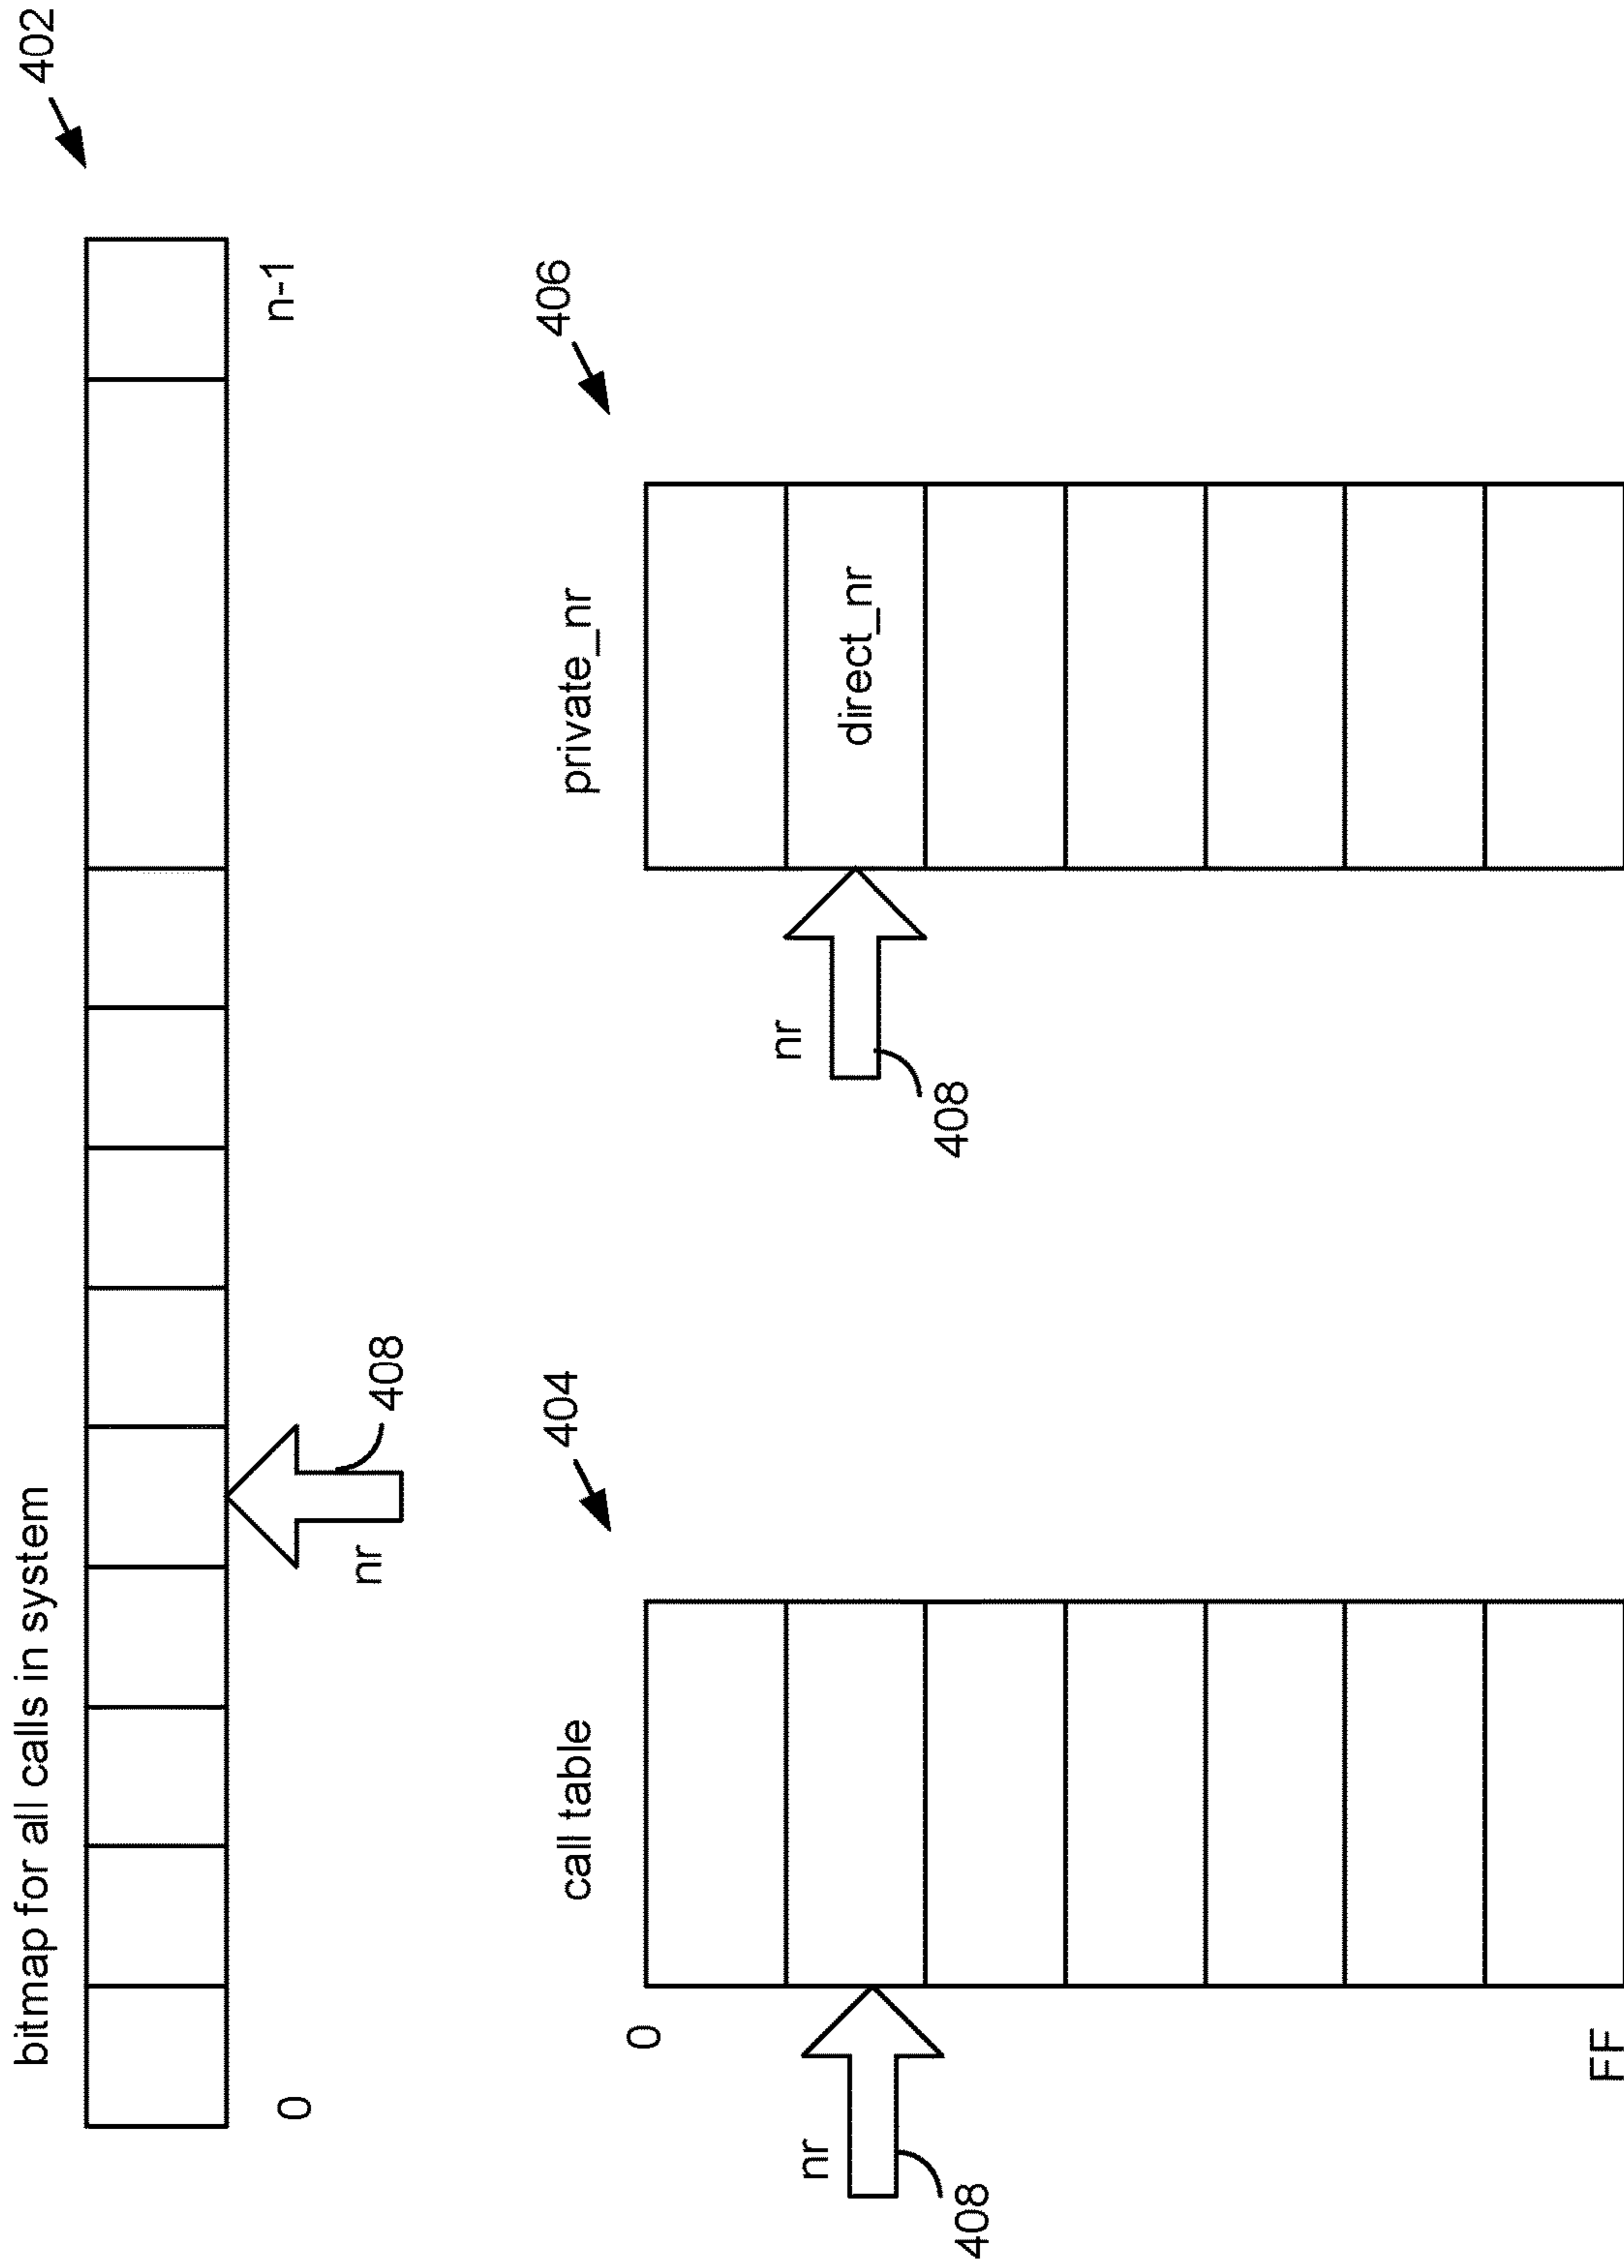 bitmap for all calls in system
402
0
n-1
nr
408
call table
404
private_nr
406
0
nr
408
nr
408
direct_nr
FF